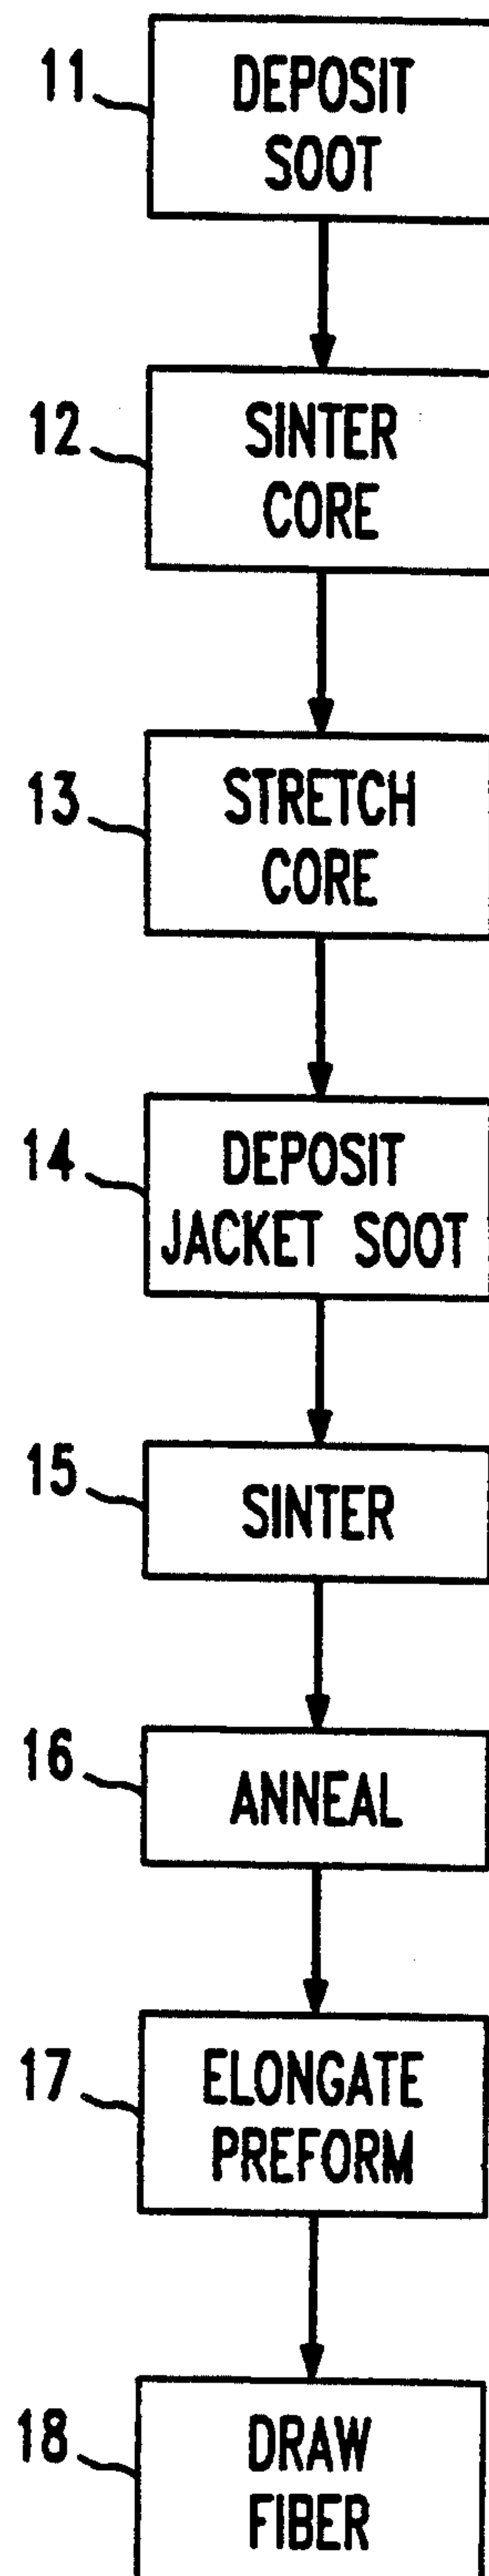 11
DEPOSIT
SOOT
12
SINTER
CORE
13
STRETCH
CORE
14
DEPOSIT
JACKET SOOT
15
SINTER
16
ANNEAL
17
ELONGATE
PREFORM
18
DRAW
FIBER